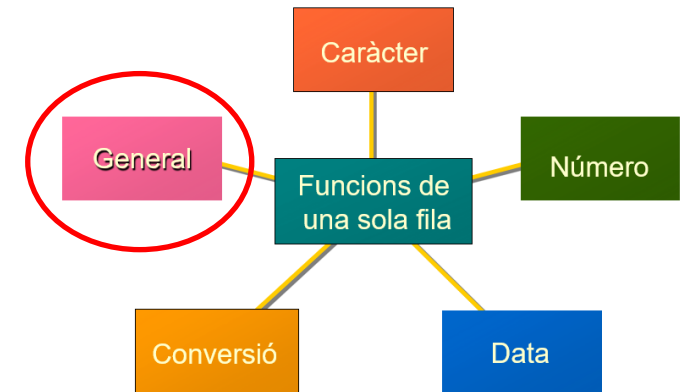 Caràcter
General
Número
Funcions de
una sola fila
Conversió
Data